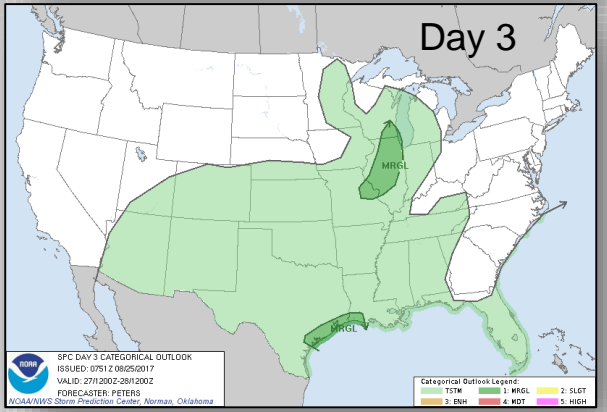 Day 3
MRGL
MRGL
NOAA
SPC DAY 3 CATEGORICAL OUTLOOK
ISSUED: 0751Z 08/25/2017
VALID: 27/1200Z-28/1200Z
FORECASTER: PETERS
NOAA/NWS Storm Prediction Center, Norman, Oklahoma
Categorical Outlook Legend:
TSTM 1: MRGL 2: SLGT
3: ENH 4: MDT 5: HIGH